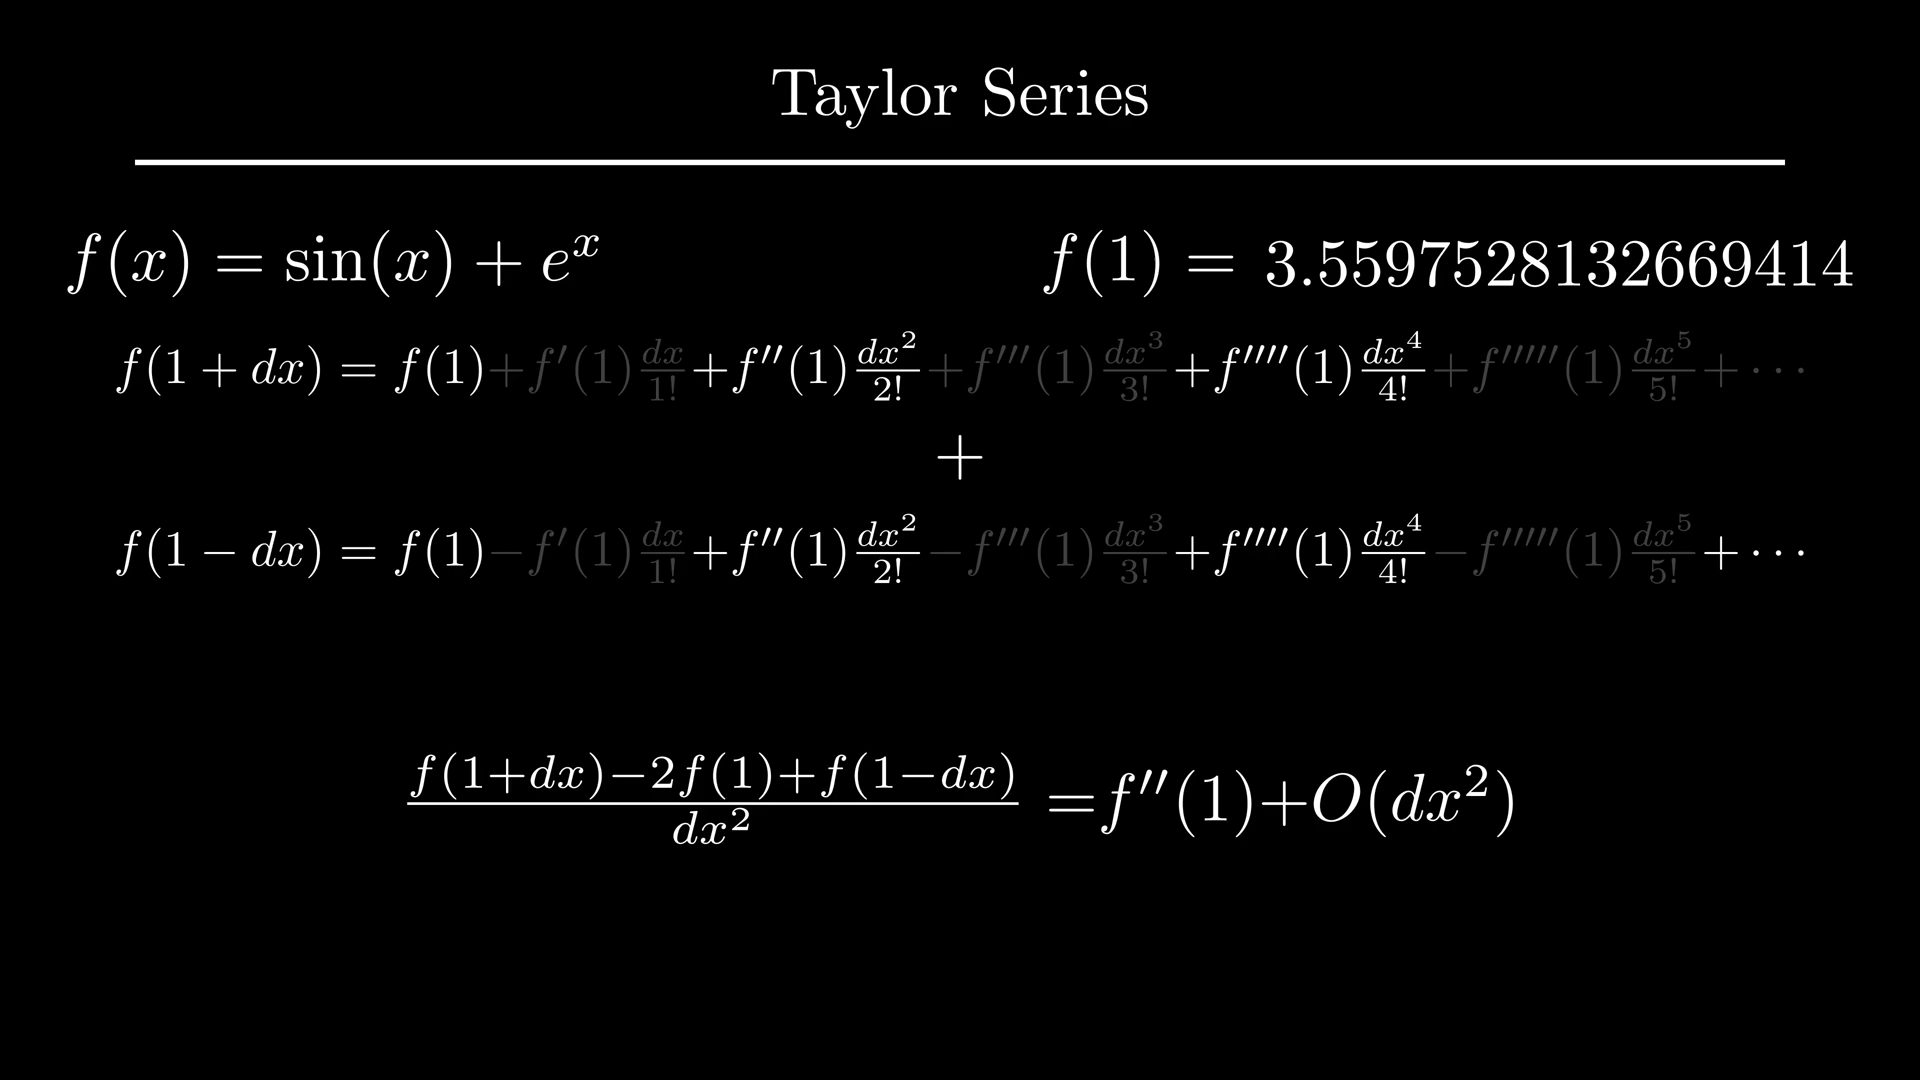 Taylor Series
f(x) = sin(x) + eˣ f(1) = 3.5597528132669414
f(1 + dx) = f(1)+f′(1)dx/1!+f′′(1)dx²/2!+f′′′(1)dx³/3!+f′′′′(1)dx⁴/4!+f′′′′′(1)dx⁵/5!+···
+
f(1 − dx) = f(1)−f′(1)dx/1!+f′′(1)dx²/2!−f′′′(1)dx³/3!+f′′′′(1)dx⁴/4!−f′′′′′(1)dx⁵/5!+···
f(1+dx)−2f(1)+f(1−dx)/dx² =f′′(1)+O(dx²)